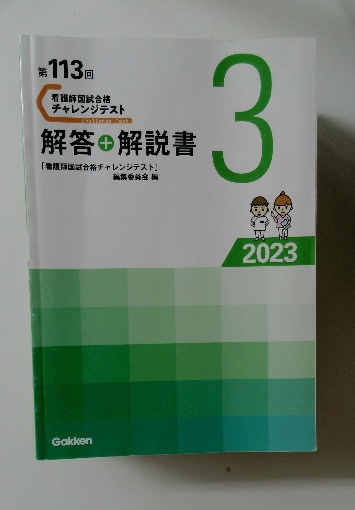 第113回
看護師国試合格
チャレンジテスト
Challenge Test
解答+解説書
「看護師国試合格チャレンジテスト」
編集委員会 編
3
2023
Gakken